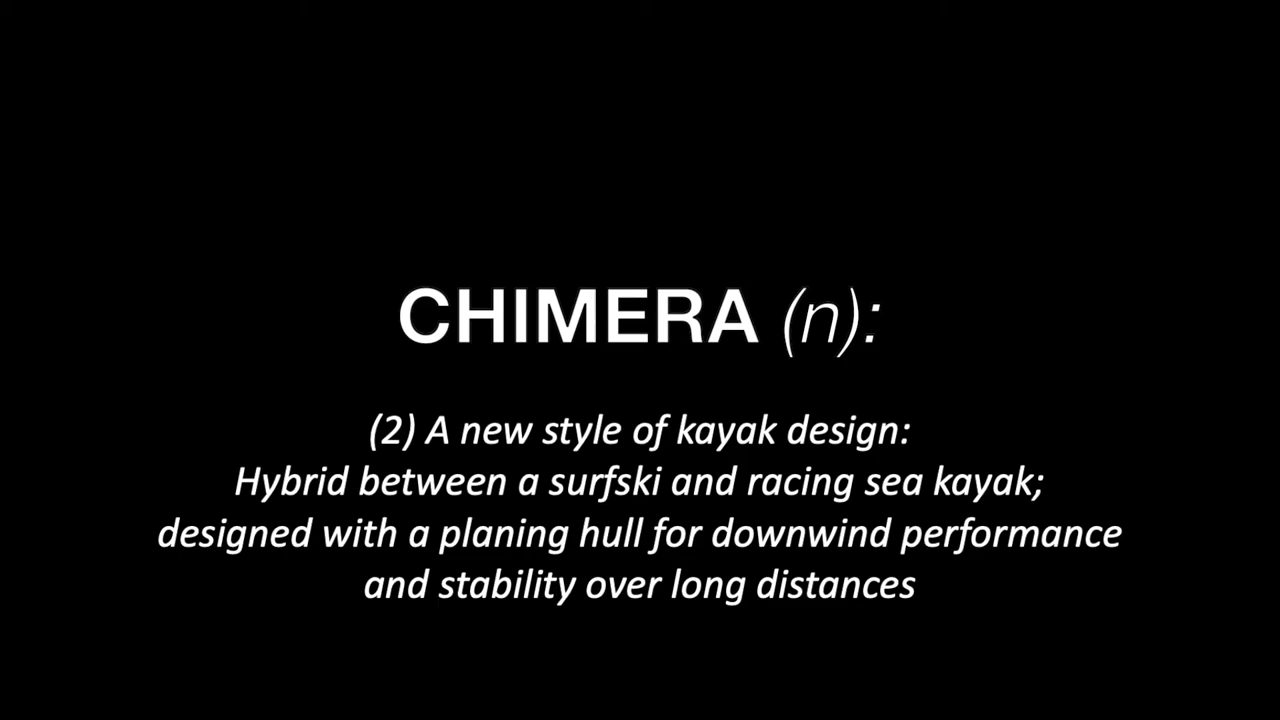 CHIMERA (n):
(2) A new style of kayak design:
Hybrid between a surfski and racing sea kayak;
designed with a planing hull for downwind performance
and stability over long distances